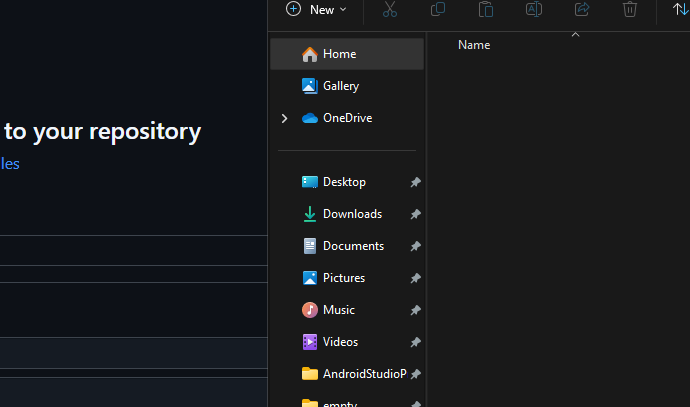 New
Name
Home
Gallery
OneDrive
to your repository
les
Desktop
Downloads
Documents
Pictures
Music
Videos
AndroidStudioP
empty